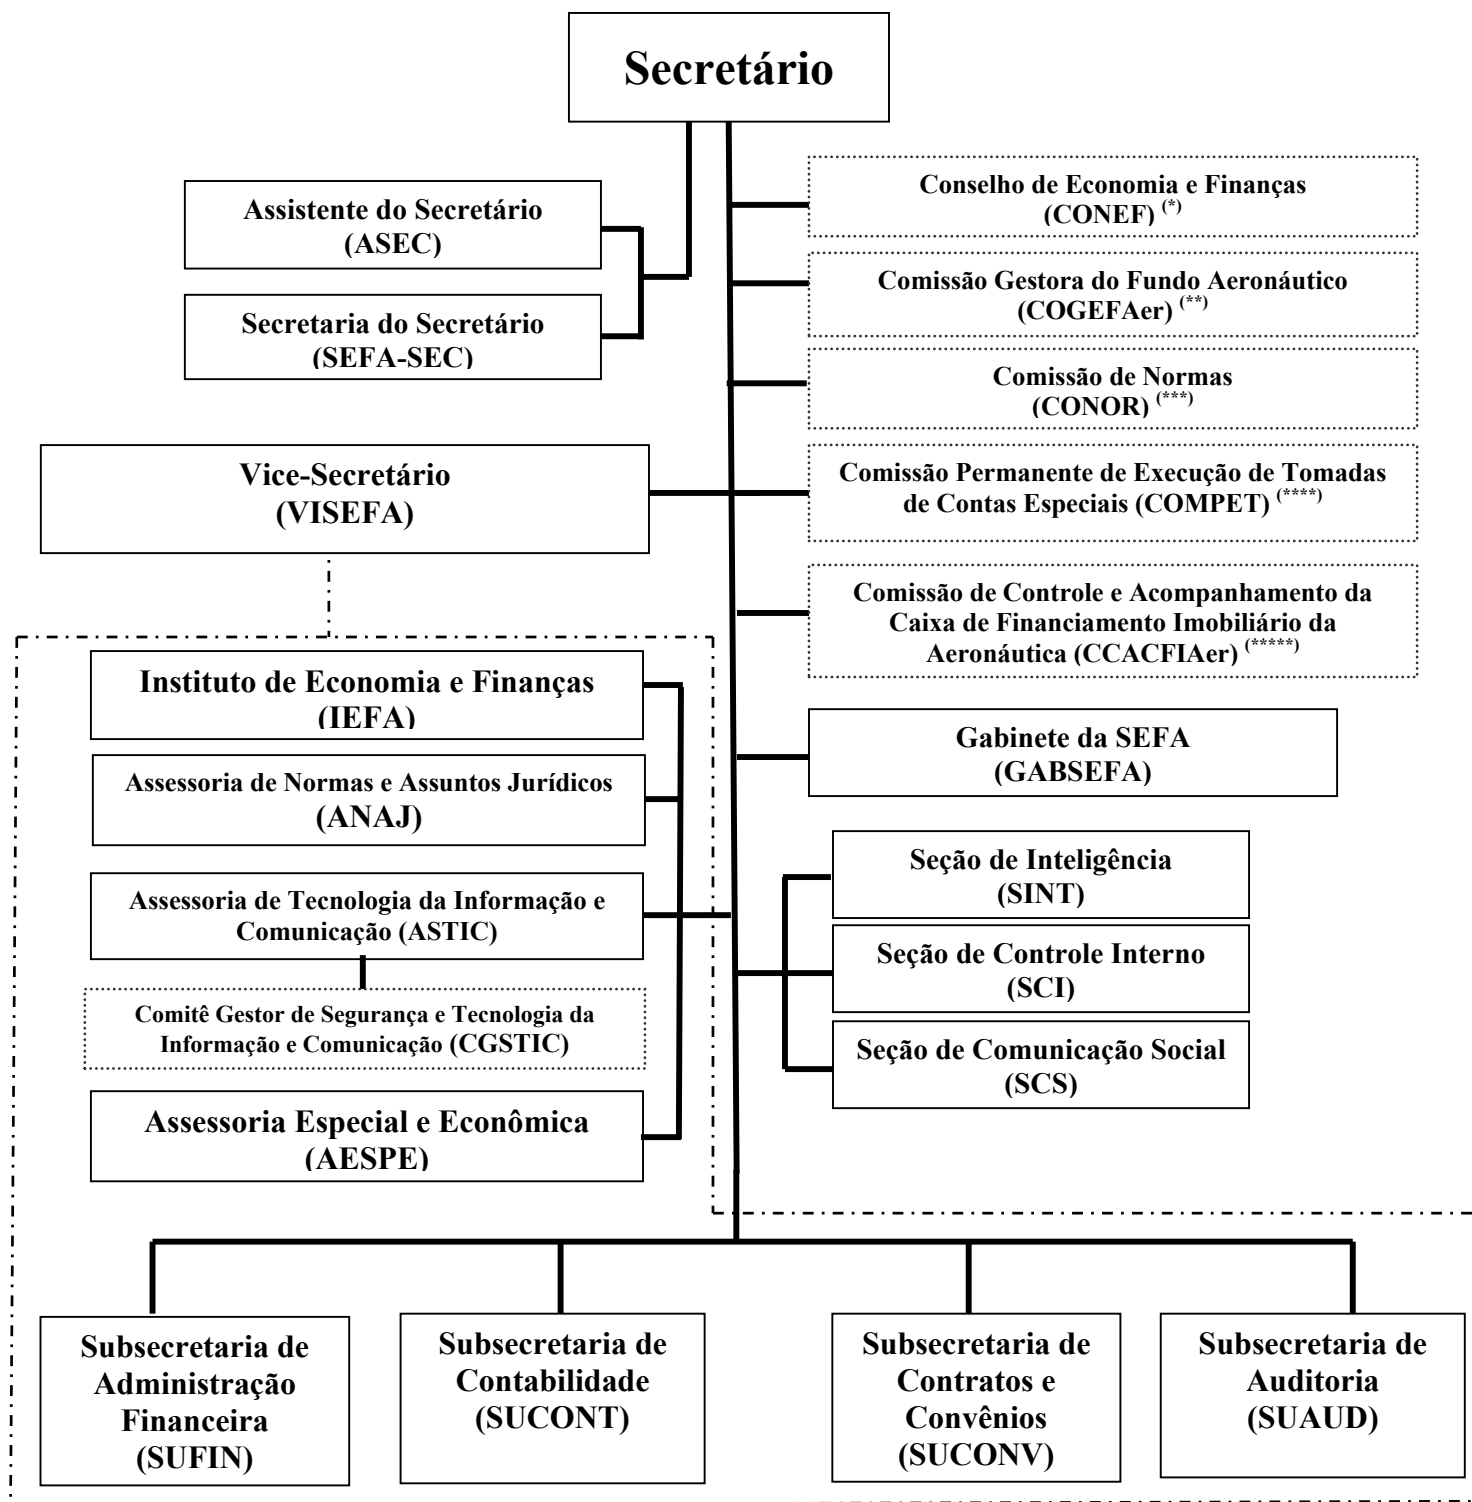 Secretário
Assistente do Secretário
(ASEC)
Secretaria do Secretário
(SEFA-SEC)
Conselho de Economia e Finanças
(CONEF) (*)
Comissão Gestora do Fundo Aeronáutico
(COGEFAer) (**)
Comissão de Normas
(CONOR) (***)
Vice-Secretário
(VISEFA)
Comissão Permanente de Execução de Tomadas
de Contas Especiais (COMPET) (****)
Comissão de Controle e Acompanhamento da
Caixa de Financiamento Imobiliário da
Aeronáutica (CCACFIAer) (*****)
Instituto de Economia e Finanças
(IEFA)
Assessoria de Normas e Assuntos Jurídicos
(ANAJ)
Assessoria de Tecnologia da Informação e
Comunicação (ASTIC)
Comitê Gestor de Segurança e Tecnologia da
Informação e Comunicação (CGSTIC)
Assessoria Especial e Econômica
(AESPE)
Gabinete da SEFA
(GABSEFA)
Seção de Inteligência
(SINT)
Seção de Controle Interno
(SCI)
Seção de Comunicação Social
(SCS)
Subsecretaria de
Administração
Financeira
(SUFIN)
Subsecretaria de
Contabilidade
(SUCONT)
Subsecretaria de
Contratos e
Convênios
(SUCONV)
Subsecretaria de
Auditoria
(SUAUD)